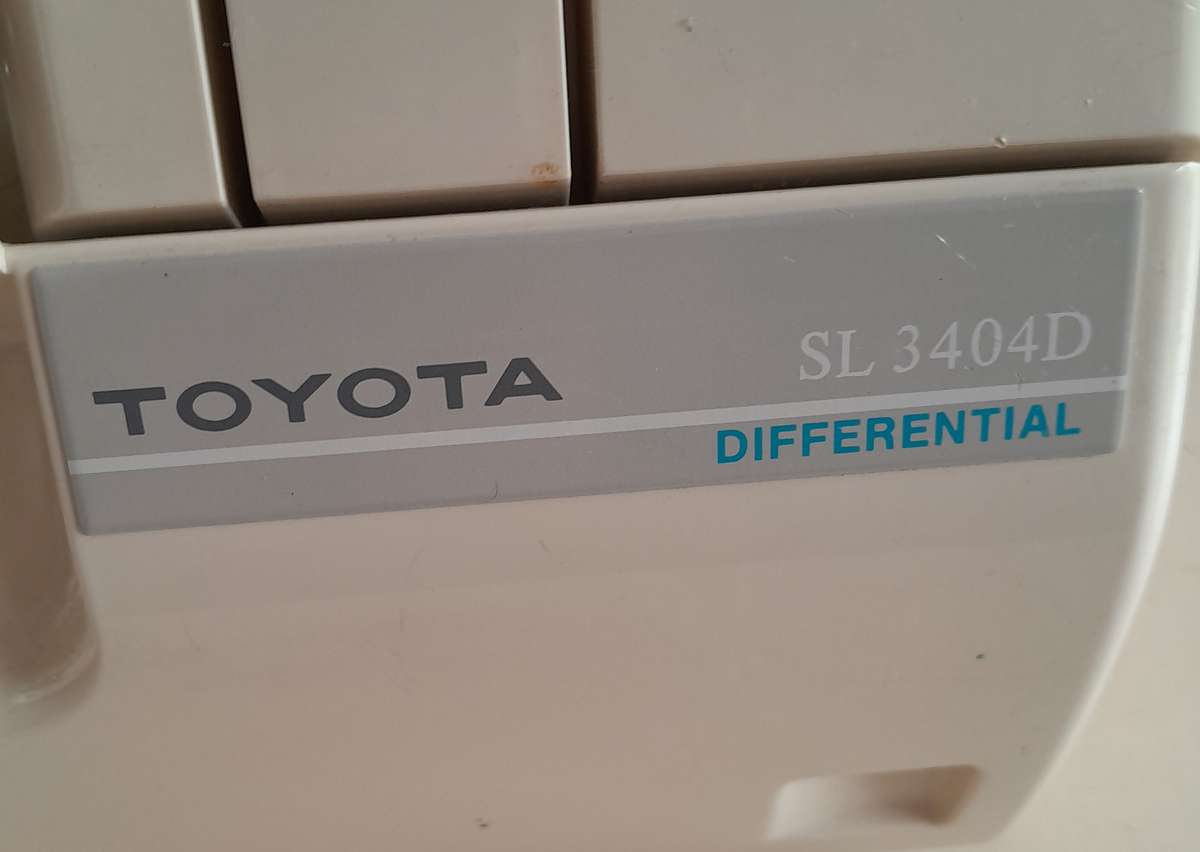 TOYOTA
SL 3404D
DIFFERENTIAL